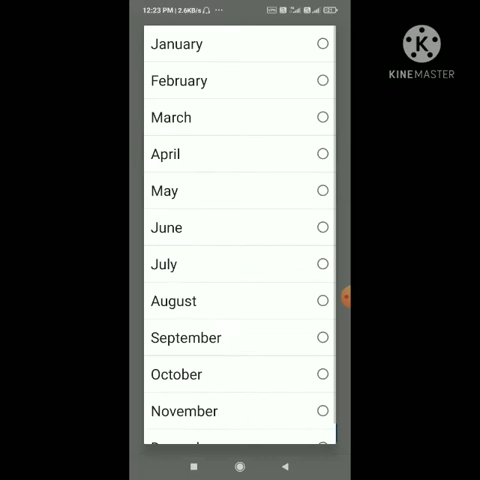 12:23 PM | 2.6KB/s
January
February
March
April
May
June
July
August
September
October
November
K
KINEMASTER